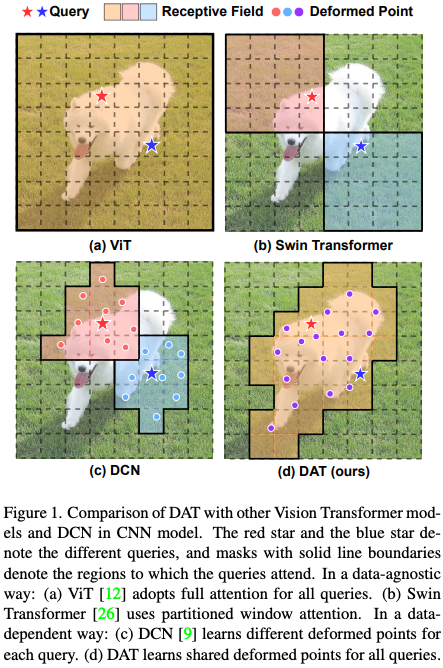 Query Receptive Field Deformed Point
(a) ViT (b) Swin Transformer
(c) DCN (d) DAT (ours)
Figure 1. Comparison of DAT with other Vision Transformer mod-
els and DCN in CNN model. The red star and the blue star de-
note the different queries, and masks with solid line boundaries
denote the regions to which the queries attend. In a data-agnostic
way: (a) ViT [12] adopts full attention for all queries. (b) Swin
Transformer [26] uses partitioned window attention. In a data-
dependent way: (c) DCN [9] learns different deformed points for
each query. (d) DAT learns shared deformed points for all queries.